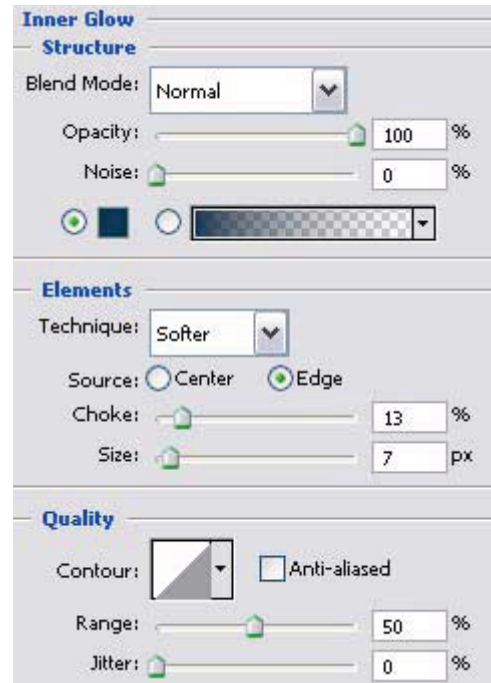 Inner Glow
Structure
Blend Mode: Normal
Opacity: 100 %
Noise: 0 %
Elements
Technique: Softer
Source: Center Edge
Choke: 13 %
Size: 7 px
Quality
Contour: Anti-aliased
Range: 50 %
Jitter: 0 %